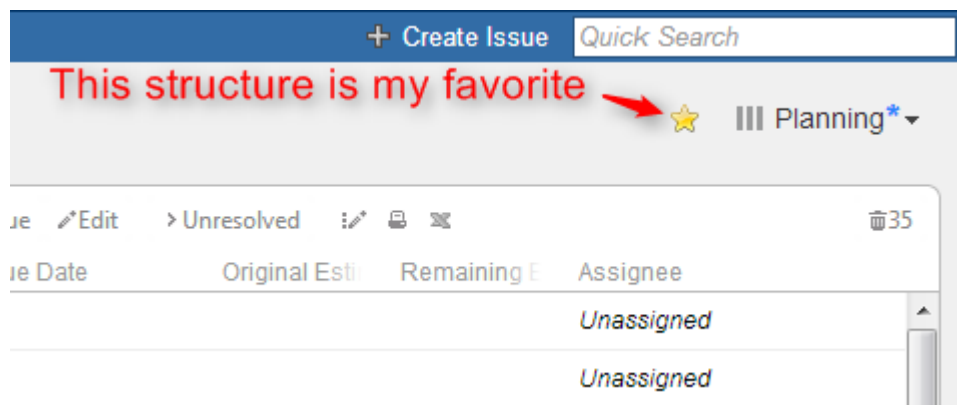 + Create Issue Quick Search
This structure is my favorite
Planning*
ue Edit > Unresolved 35
ue Date Original Esti Remaining E Assignee
Unassigned
Unassigned